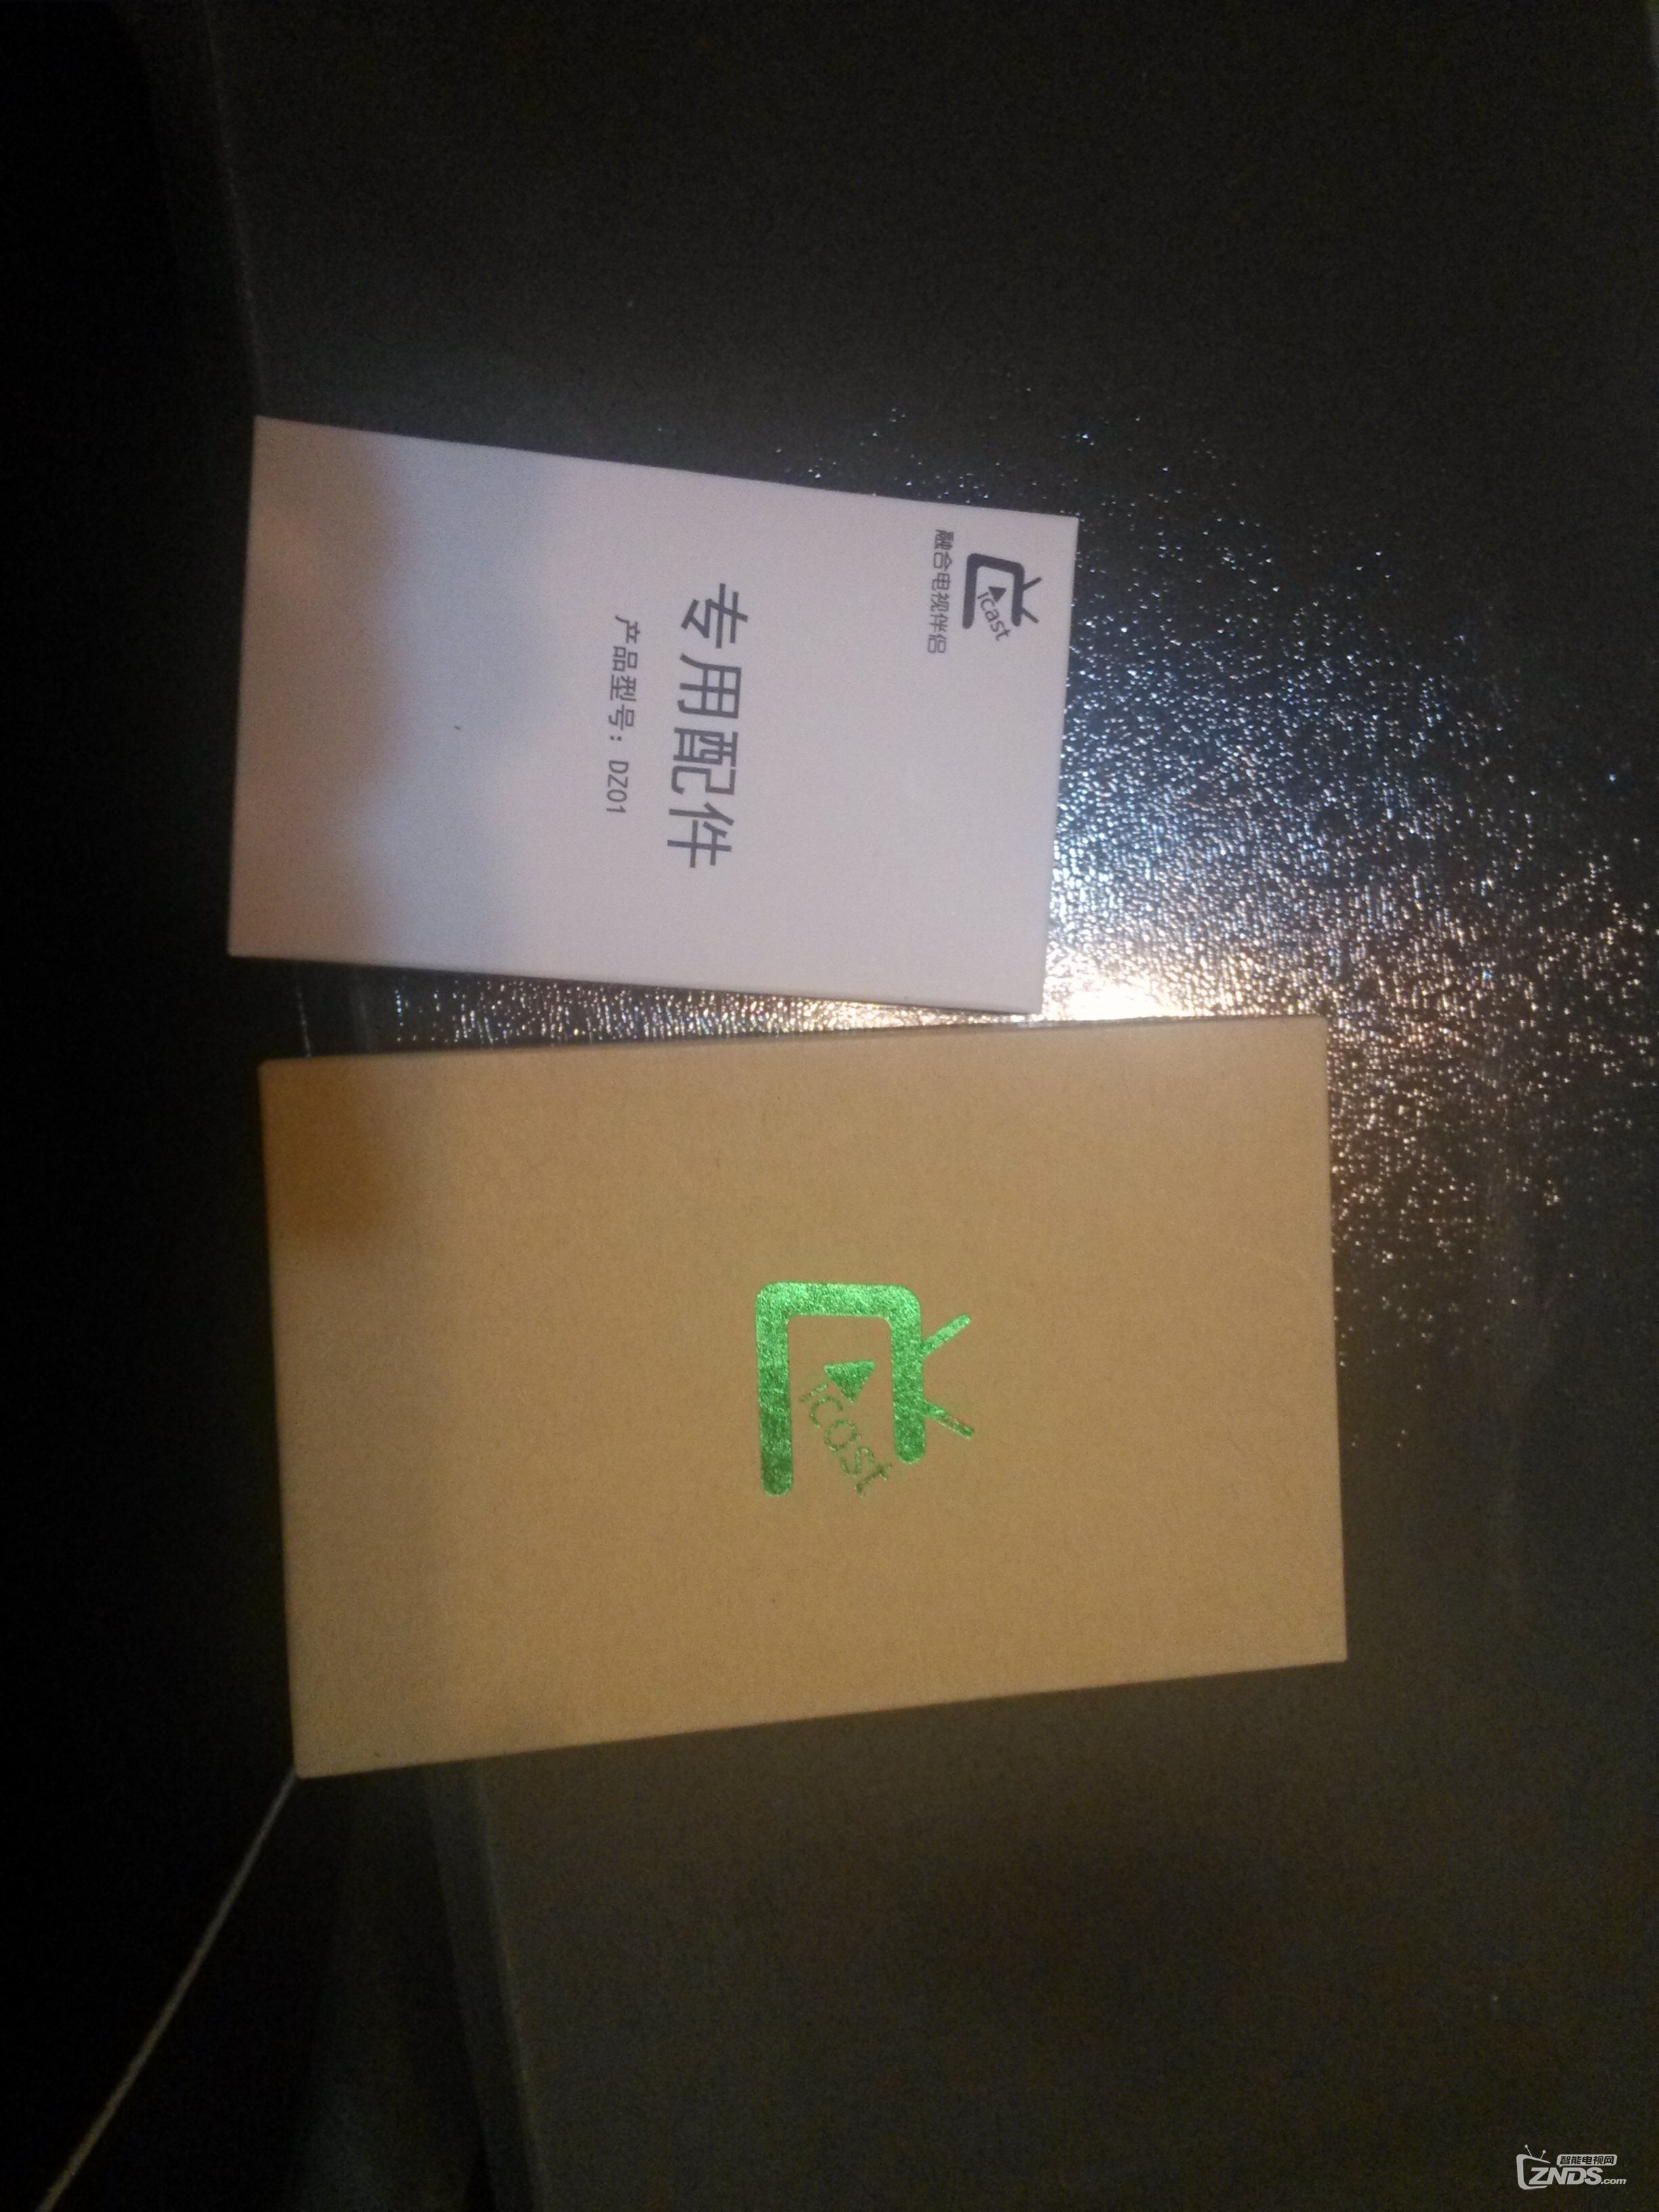 icast
融合电视伴侣
专用配件
产品型号：DZ01
icast
智能电视网
ZNDS.com